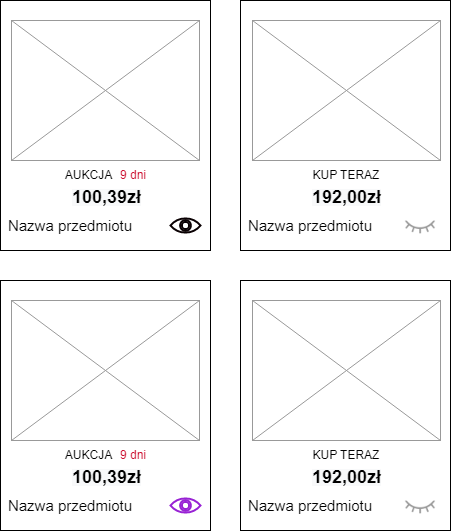 AUKCJA 9 dni
100,39zł
Nazwa przedmiotu
KUP TERAZ
192,00zł
Nazwa przedmiotu
AUKCJA 9 dni
100,39zł
Nazwa przedmiotu
KUP TERAZ
192,00zł
Nazwa przedmiotu